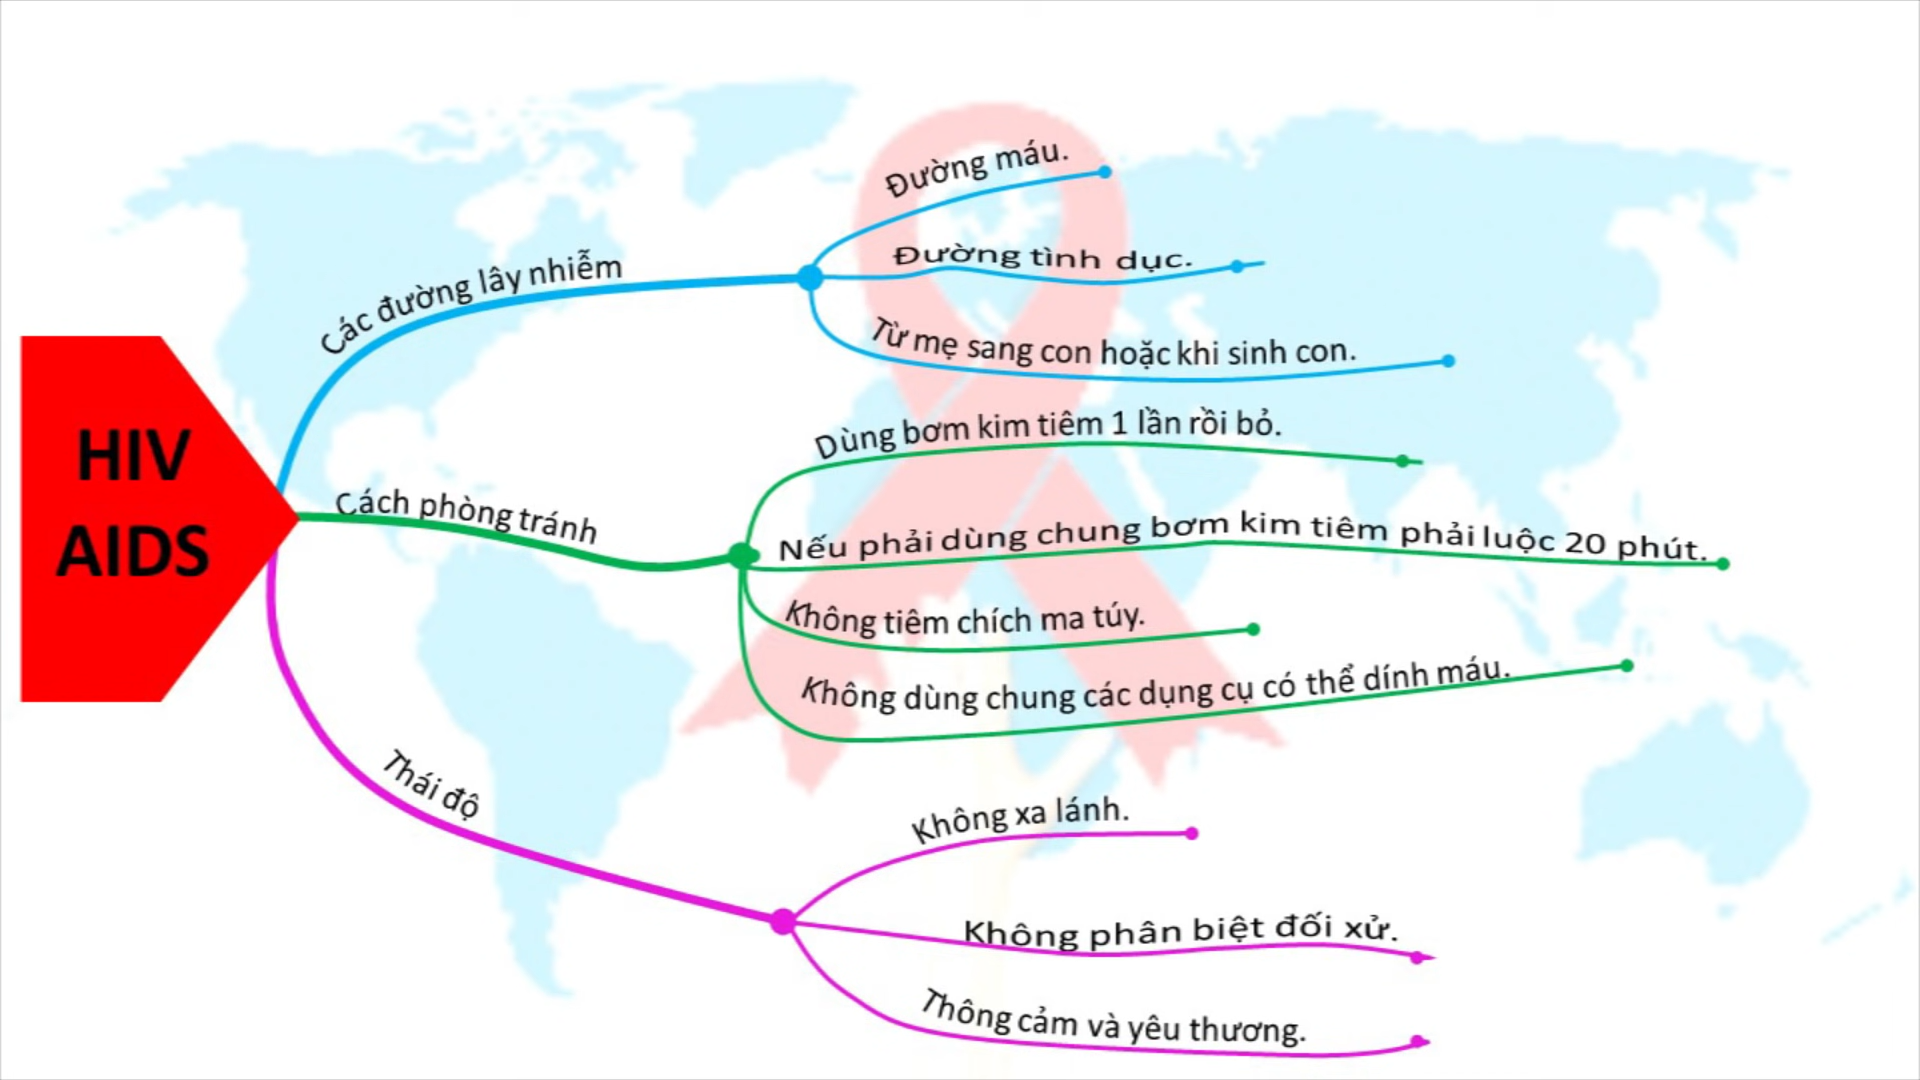 HIV
AIDS
Các đường lây nhiễm
Đường máu.
Đường tình dục.
Từ mẹ sang con hoặc khi sinh con.
Cách phòng tránh
Dùng bơm kim tiêm 1 lần rồi bỏ.
Nếu phải dùng chung bơm kim tiêm phải luộc 20 phút.
Không tiêm chích ma túy.
Không dùng chung các dụng cụ có thể dính máu.
Thái độ
Không xa lánh.
Không phân biệt đối xử.
Thông cảm và yêu thương.